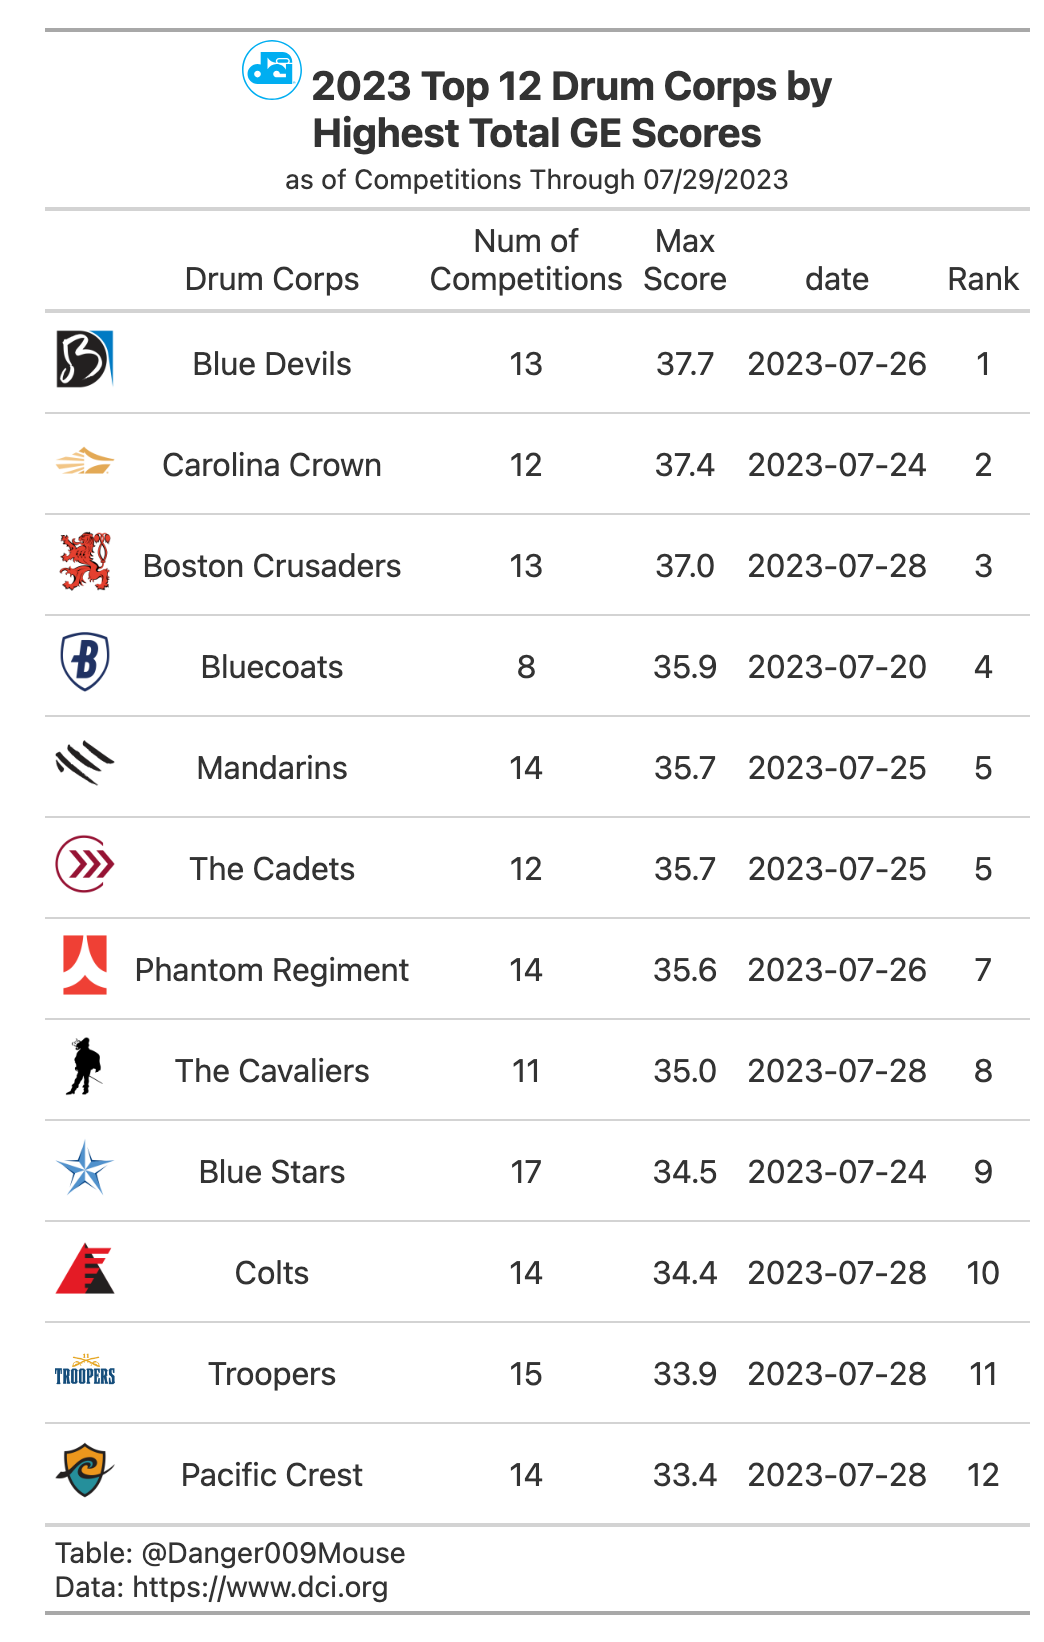 dci
2023 Top 12 Drum Corps by
Highest Total GE Scores
as of Competitions Through 07/29/2023
Drum Corps Num of Competitions Max Score date Rank
B Blue Devils 13 37.7 2023-07-26 1
Carolina Crown 12 37.4 2023-07-24 2
Boston Crusaders 13 37.0 2023-07-28 3
B Bluecoats 8 35.9 2023-07-20 4
Mandarins 14 35.7 2023-07-25 5
The Cadets 12 35.7 2023-07-25 5
Phantom Regiment 14 35.6 2023-07-26 7
The Cavaliers 11 35.0 2023-07-28 8
Blue Stars 17 34.5 2023-07-24 9
Colts 14 34.4 2023-07-28 10
TROOPERS Troopers 15 33.9 2023-07-28 11
Pacific Crest 14 33.4 2023-07-28 12
Table: @Danger009Mouse
Data: https://www.dci.org